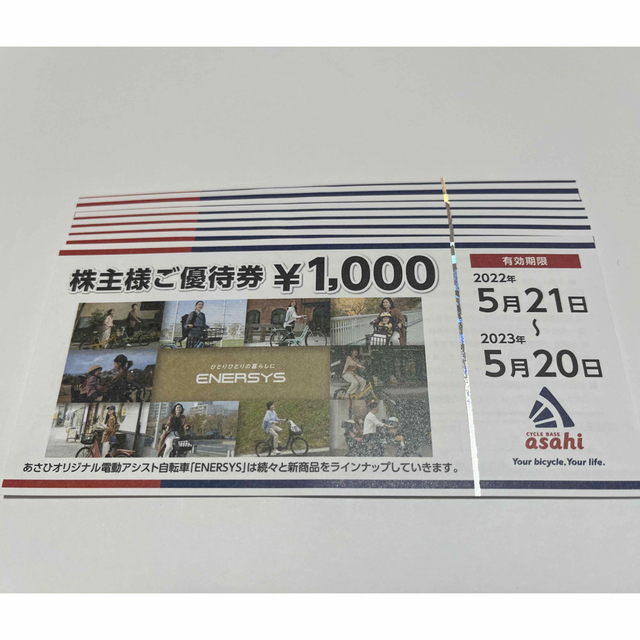 株主様ご優待券 ¥1,000
ひとりひとりの暮らしに
ENERSYS
あさひオリジナル電動アシスト自転車「ENERSYS」は続々と新商品をラインナップしていきます。
有効期限
2022年
5月21日
～
2023年
5月20日
CYCLE BASE
asahi
Your bicycle, Your life.